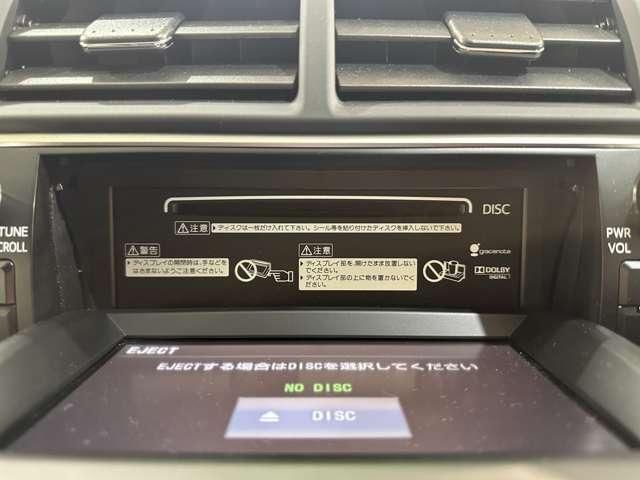 DISC
注意 ▶ディスクは一枚だけ入れて下さい。シール等を貼り付けたディスクを挿入しないで下さい。
TUNE
SCROLL
PWR
VOL
警告
▶ディスプレイの開閉時は、手などを
はさまないようご注意ください。
注意
▶ディスプレイ部を、開けたまま放置しない
でください。
▶ディスプレイ部の上に物を置かないでく
ださい。
gracenote
DOLBY
DIGITAL
EJECT
EJECTする場合はDISCを選択してください
NO DISC
DISC